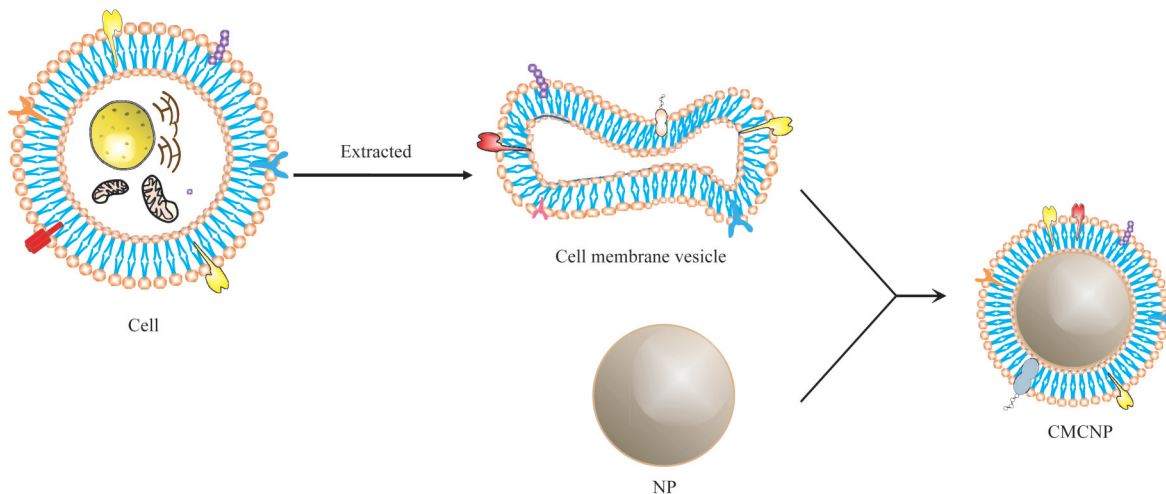 Extracted
Cell membrane vesicle
Cell
NP
CMCNP